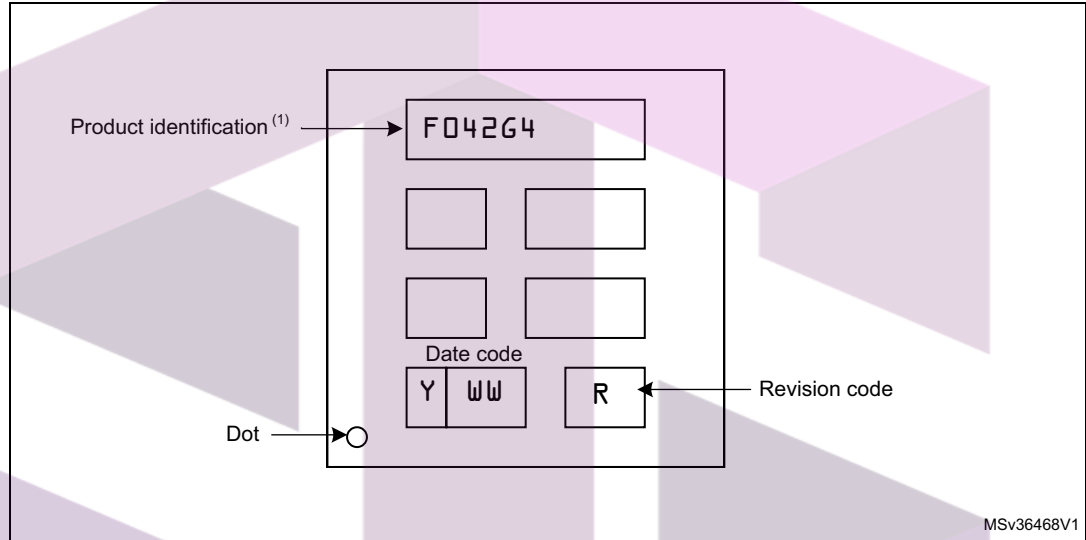 Product identification (1)
F042G4
Date code
Y WW
R
Revision code
Dot
MSv36468V1